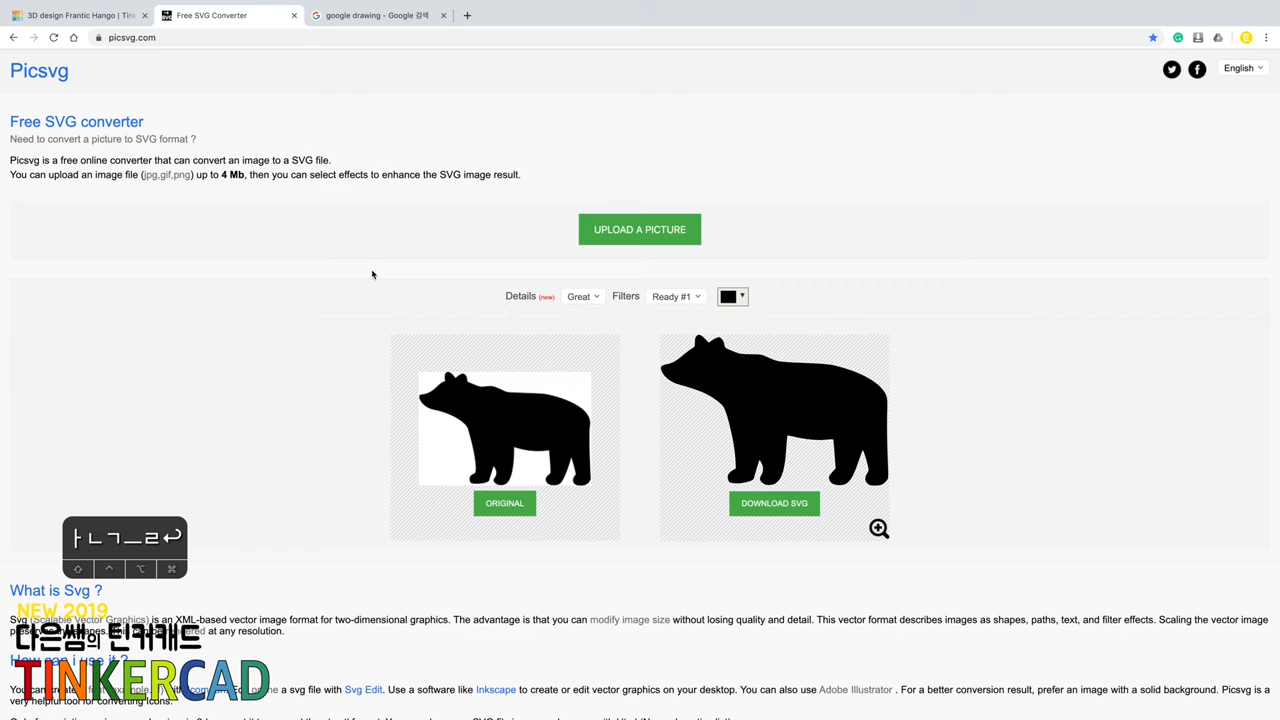 3D design Frantic Hango | Tink
Free SVG Converter
google drawing - Google 검색
picsvg.com
Picsvg
English
Free SVG converter
Need to convert a picture to SVG format ?
Picsvg is a free online converter that can convert an image to a SVG file.
You can upload an image file (jpg,gif,png) up to 4 Mb, then you can select effects to enhance the SVG image result.
UPLOAD A PICTURE
Details (new) Great Filters Ready #1
ORIGINAL
DOWNLOAD SVG
ㅏㄴㄱㅡㄹ↩
⇧ ^ ⌥ ⌘
What is Svg ?
NEW 2019
Svg (Scalable Vector Graphics) is an XML-based vector image format for two-dimensional graphics. The advantage is that you can modify image size without losing quality and detail. This vector format describes images as shapes, paths, text, and filter effects. Scaling the vector image
at any resolution.
다은쌤의 틴커캐드
How can i use it ?
TINKERCAD
a svg file with Svg Edit. Use a software like Inkscape to create or edit vector graphics on your desktop. You can also use Adobe Illustrator . For a better conversion result, prefer an image with a solid background. Picsvg is a
very helpful tool for converting icons.